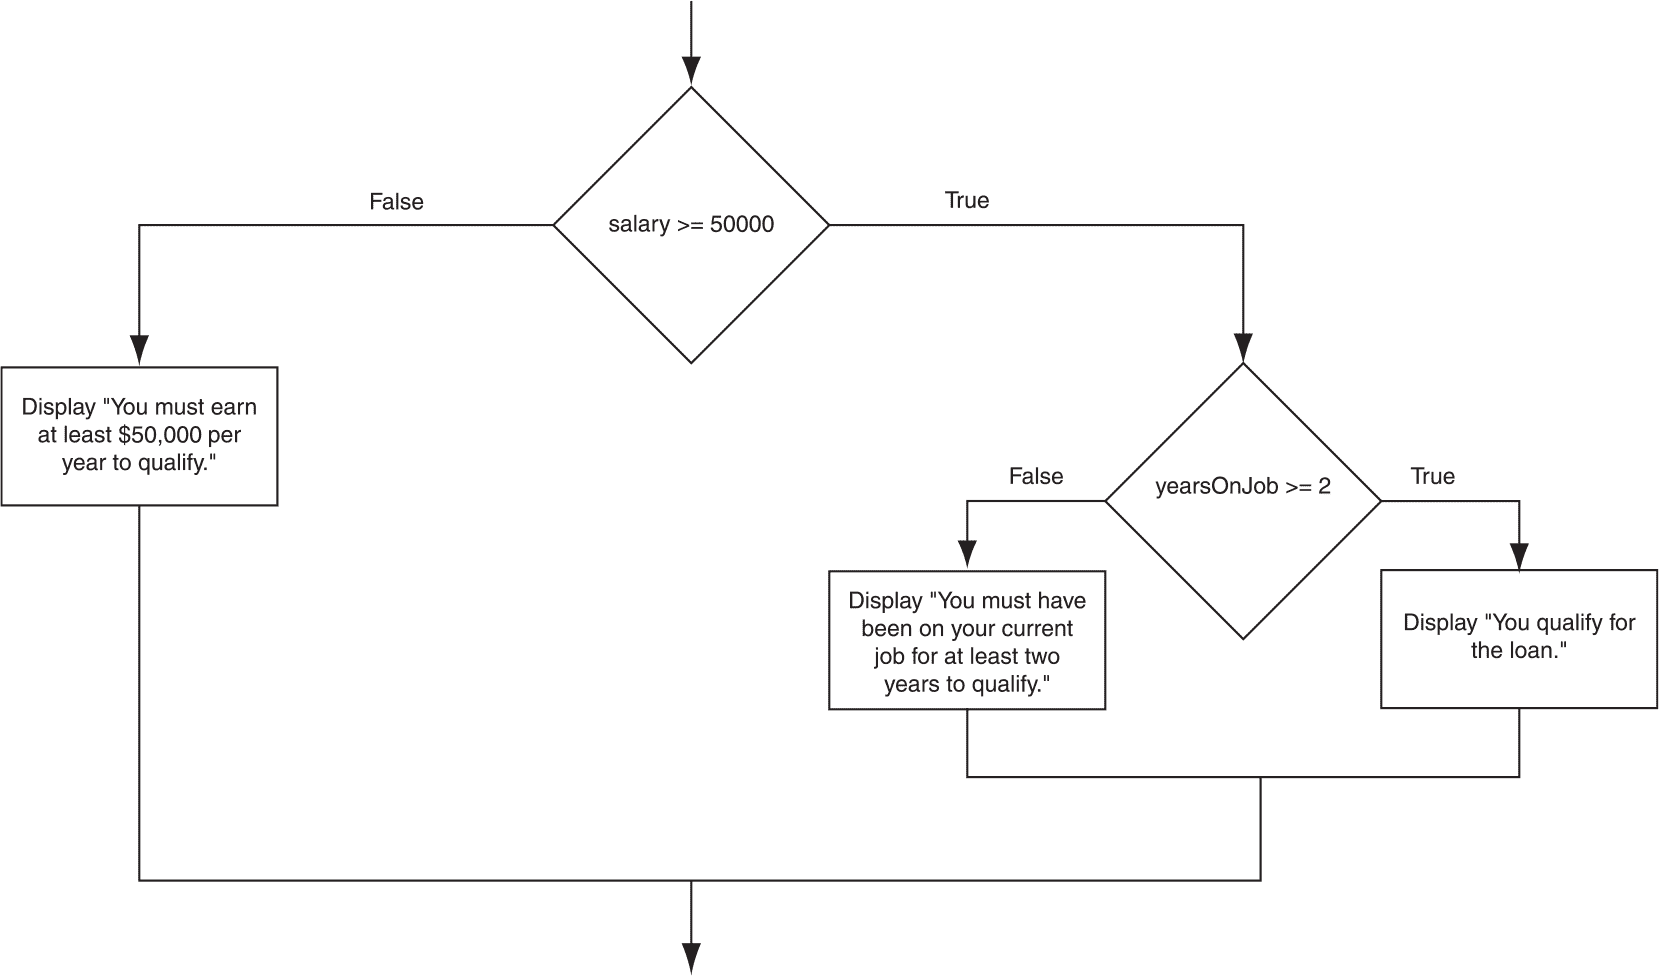 False
True
salary >= 50000
Display "You must earn
at least $50,000 per
year to qualify."
False
True
yearsOnJob >= 2
Display "You must have
been on your current
job for at least two
years to qualify."
Display "You qualify for
the loan."